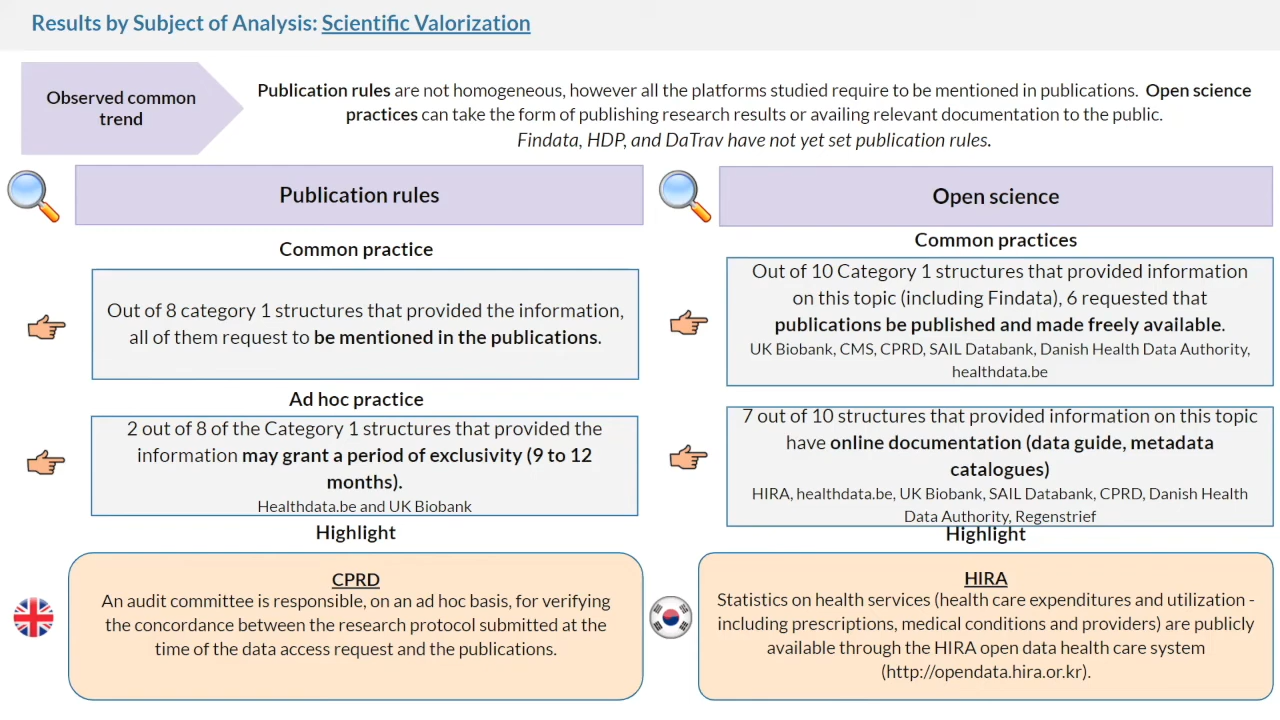 Results by Subject of Analysis: Scientific Valorization
Observed common
trend
Publication rules are not homogeneous, however all the platforms studied require to be mentioned in publications. Open science
practices can take the form of publishing research results or availing relevant documentation to the public.
Findata, HDP, and DaTrav have not yet set publication rules.
Publication rules
Common practice
Out of 8 category 1 structures that provided the information,
all of them request to be mentioned in the publications.
Ad hoc practice
2 out of 8 of the Category 1 structures that provided the
information may grant a period of exclusivity (9 to 12
months).
Healthdata.be and UK Biobank
Highlight
CPRD
An audit committee is responsible, on an ad hoc basis, for verifying
the concordance between the research protocol submitted at the
time of the data access request and the publications.
Open science
Common practices
Out of 10 Category 1 structures that provided information
on this topic (including Findata), 6 requested that
publications be published and made freely available.
UK Biobank, CMS, CPRD, SAIL Databank, Danish Health Data Authority,
healthdata.be
7 out of 10 structures that provided information on this topic
have online documentation (data guide, metadata
catalogues)
HIRA, healthdata.be, UK Biobank, SAIL Databank, CPRD, Danish Health
Data Authority, Regenstrief
Highlight
HIRA
Statistics on health services (health care expenditures and utilization -
including prescriptions, medical conditions and providers) are publicly
available through the HIRA open data health care system
(http://opendata.hira.or.kr).